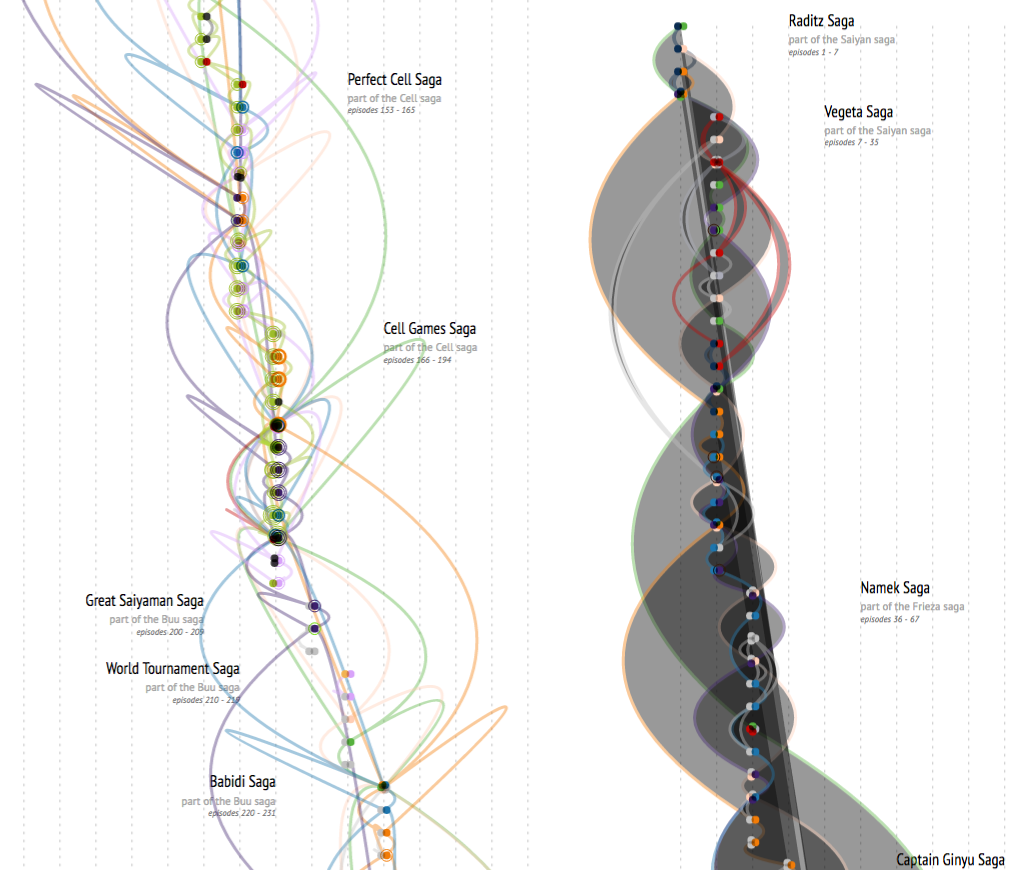 Perfect Cell Saga
part of the Cell saga
episodes 153 - 165
Cell Games Saga
part of the Cell saga
episodes 166 - 194
Great Saiyaman Saga
part of the Buu saga
episodes 200 - 209
World Tournament Saga
part of the Buu saga
episodes 210 - 219
Babidi Saga
part of the Buu saga
episodes 220 - 231
Raditz Saga
part of the Saiyan saga
episodes 1 - 7
Vegeta Saga
part of the Saiyan saga
episodes 7 - 35
Namek Saga
part of the Frieza saga
episodes 36 - 67
Captain Ginyu Saga